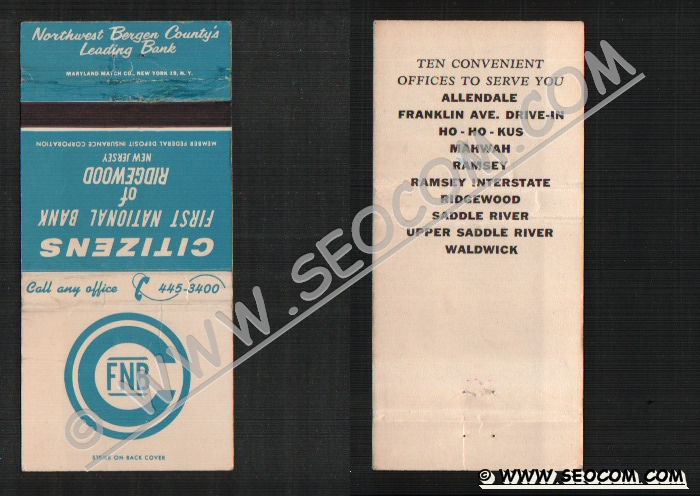 Northwest Bergen County's
Leading Bank
MARYLAND MATCH CO., NEW YORK 19, N.Y.
CITIZENS
FIRST NATIONAL BANK
of
RIDGEWOOD
NEW JERSEY
MEMBER FEDERAL DEPOSIT INSURANCE CORPORATION
Call any office 445-3400
FNB
STRIKE ON BACK COVER
TEN CONVENIENT
OFFICES TO SERVE YOU
ALLENDALE
FRANKLIN AVE. DRIVE-IN
HO-HO-KUS
MAHWAH
RAMSEY
RAMSEY INTERSTATE
RIDGEWOOD
SADDLE RIVER
UPPER SADDLE RIVER
WALDWICK
© WWW.SEOCOM.COM
© WWW.SEOCOM.COM